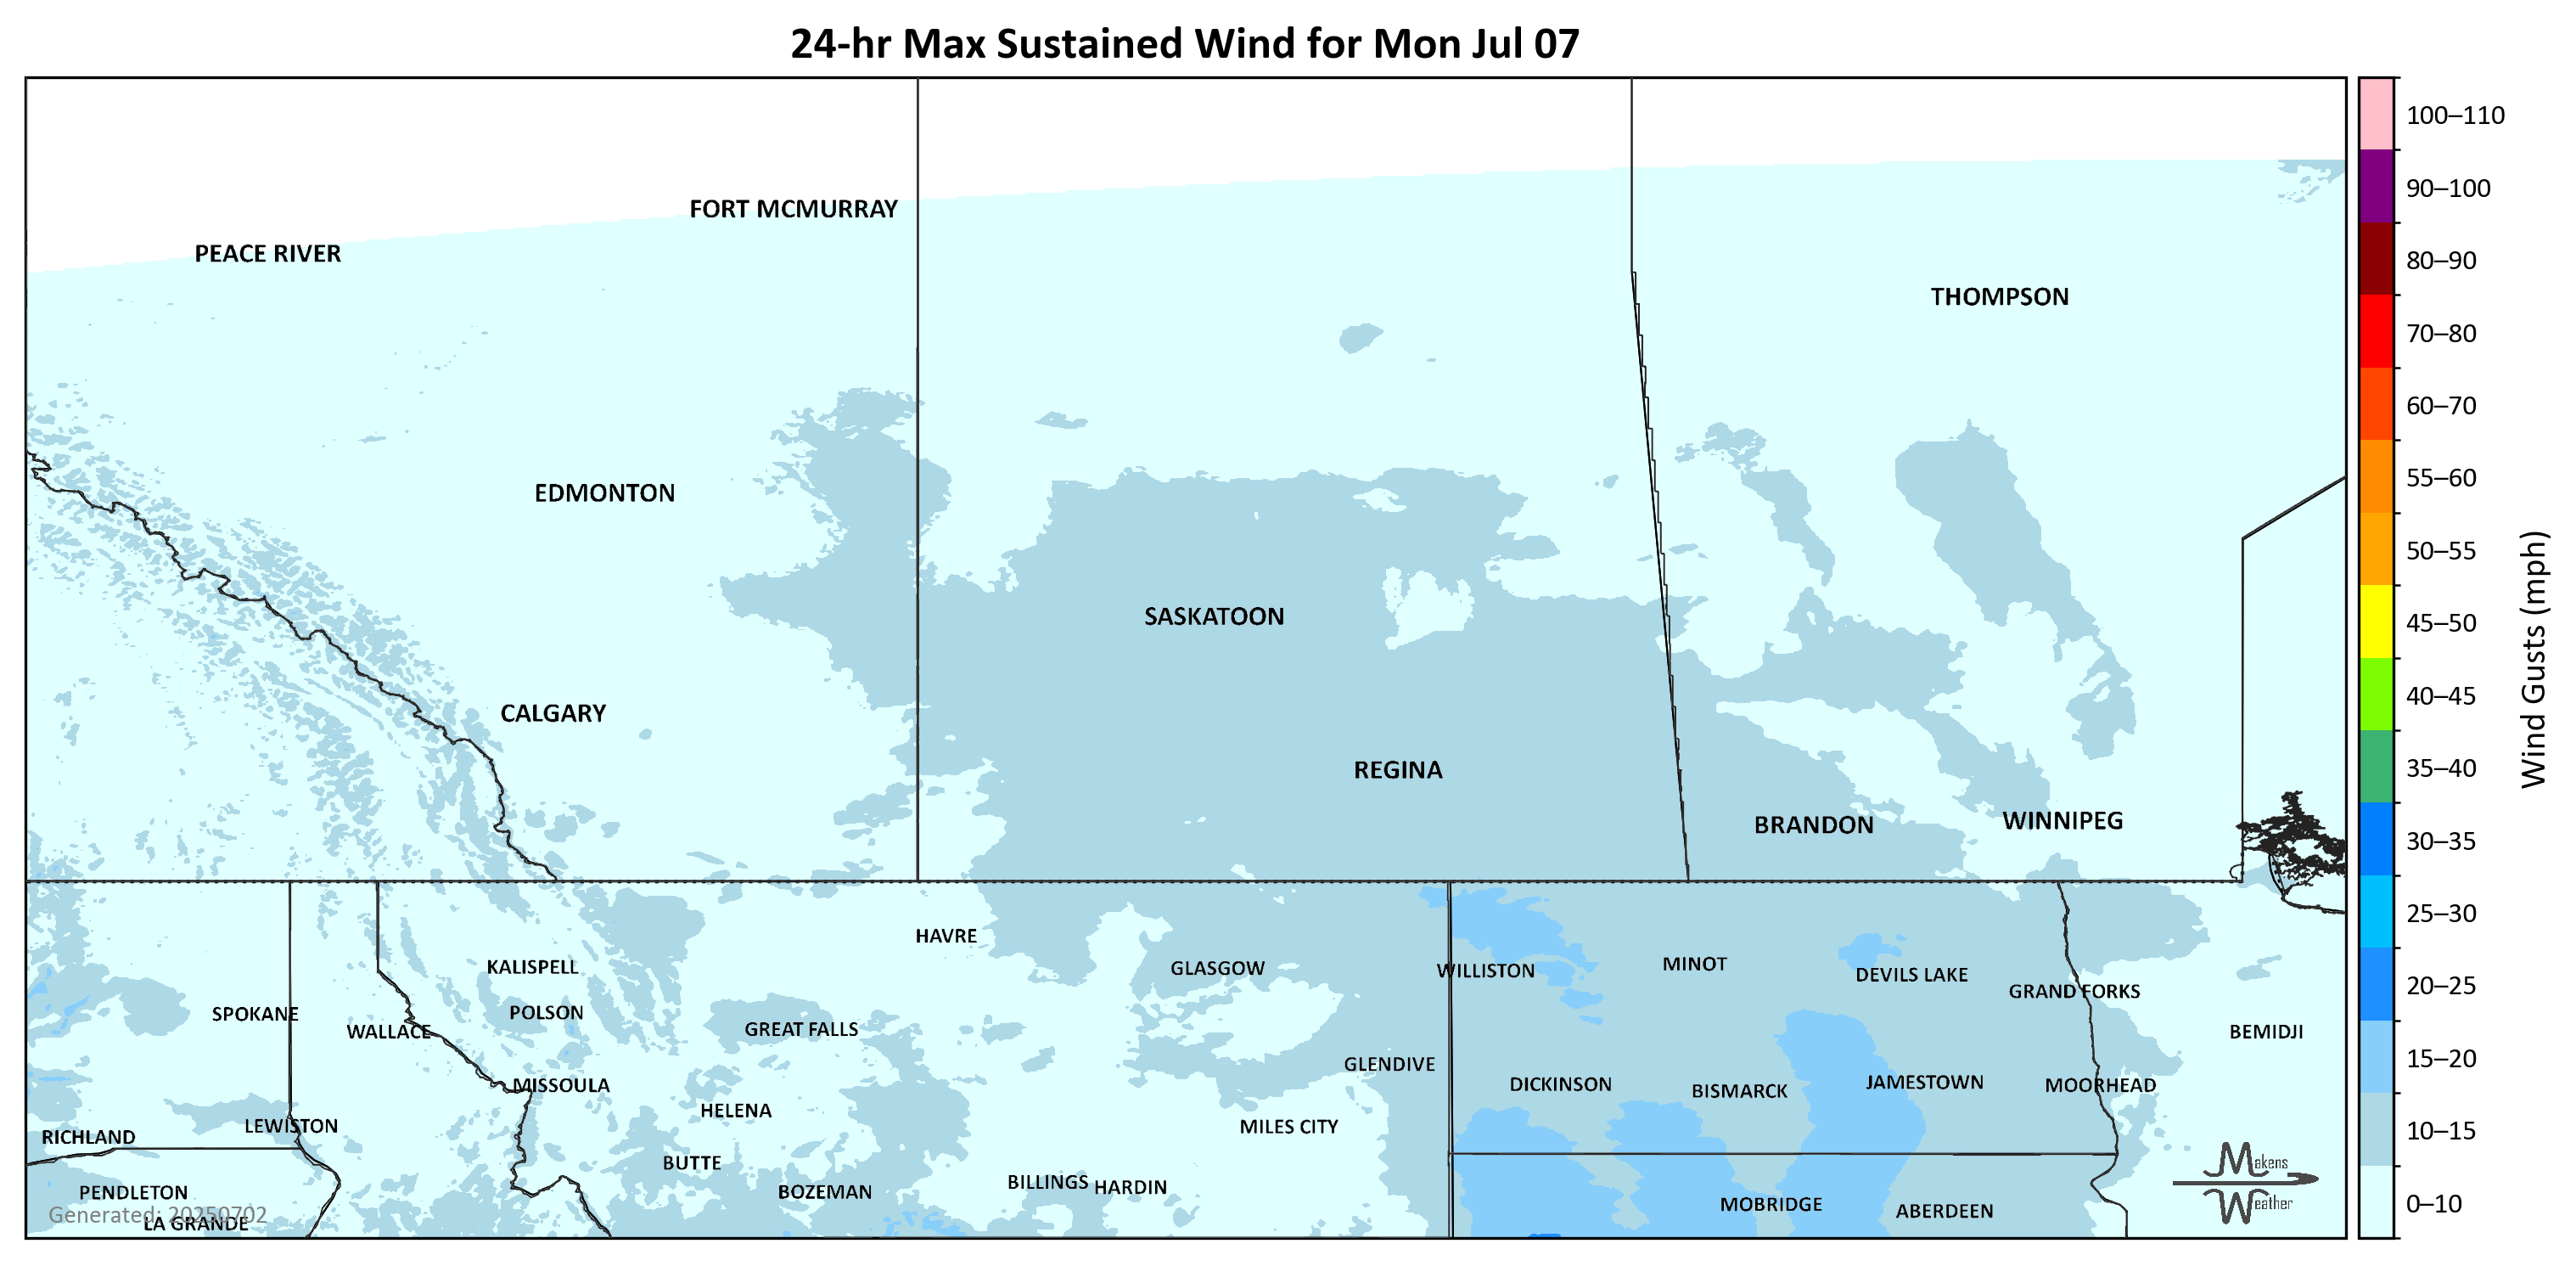 24-hr Max Sustained Wind for Mon Jul 07
100–110
90–100
80–90
70–80
60–70
55–60
50–55
45–50
40–45
35–40
30–35
25–30
20–25
15–20
10–15
0–10
Wind Gusts (mph)
FORT MCMURRAY
PEACE RIVER
THOMPSON
EDMONTON
SASKATOON
CALGARY
REGINA
BRANDON
WINNIPEG
HAVRE
KALISPELL
GLASGOW
WILLISTON
MINOT
DEVILS LAKE
GRAND FORKS
SPOKANE
POLSON
WALLACE
GREAT FALLS
BEMIDJI
GLENDIVE
MISSOULA
DICKINSON
BISMARCK
JAMESTOWN
MOORHEAD
HELENA
LEWISTON
MILES CITY
RICHLAND
BUTTE
PENDLETON
BOZEMAN
BILLINGS
HARDIN
MOBRIDGE
ABERDEEN
LA GRANDE
Generated: 20250702
Makens
Weather